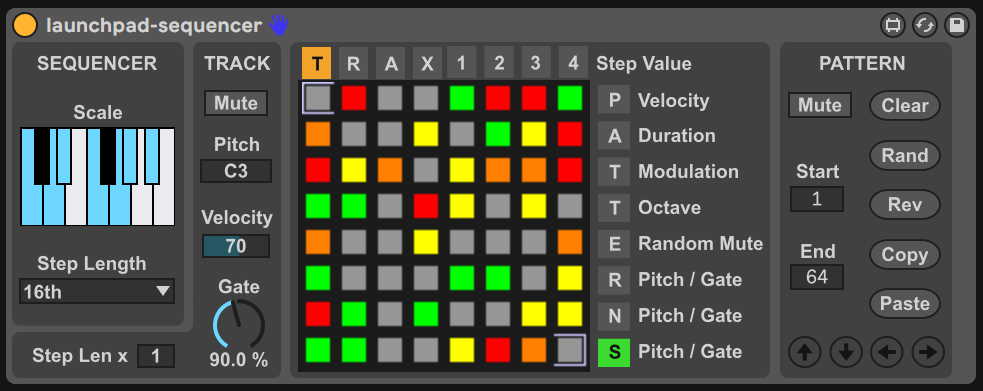 launchpad-sequencer
SEQUENCER
Scale
Step Length
16th
Step Len x 1
TRACK
Mute
Pitch
C3
Velocity
70
Gate
90.0 %
T R A X 1 2 3 4 Step Value
P Velocity
A Duration
T Modulation
T Octave
E Random Mute
R Pitch / Gate
N Pitch / Gate
S Pitch / Gate
PATTERN
Mute
Start
1
End
64
Clear
Rand
Rev
Copy
Paste